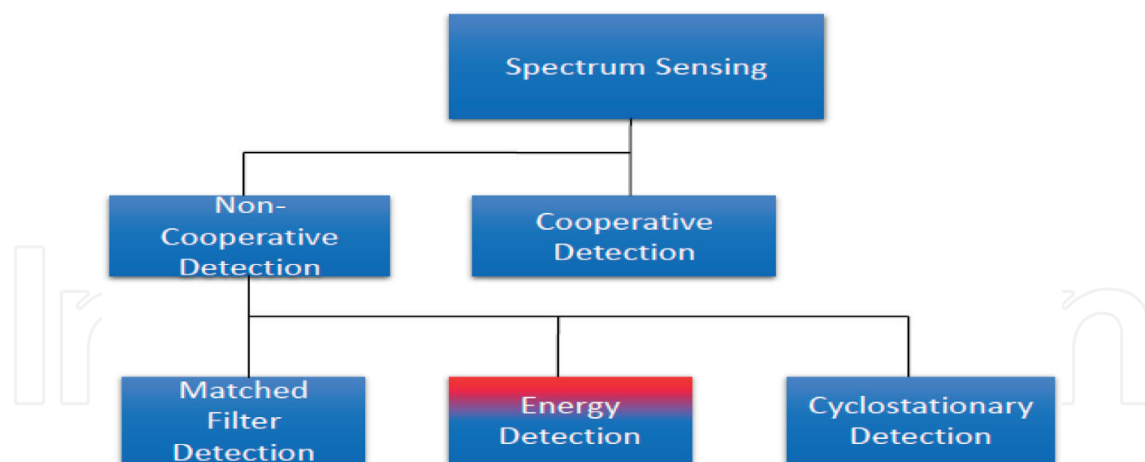 Spectrum Sensing
Non-
Cooperative
Detection
Cooperative
Detection
Matched
Filter
Detection
Energy
Detection
Cyclostationary
Detection